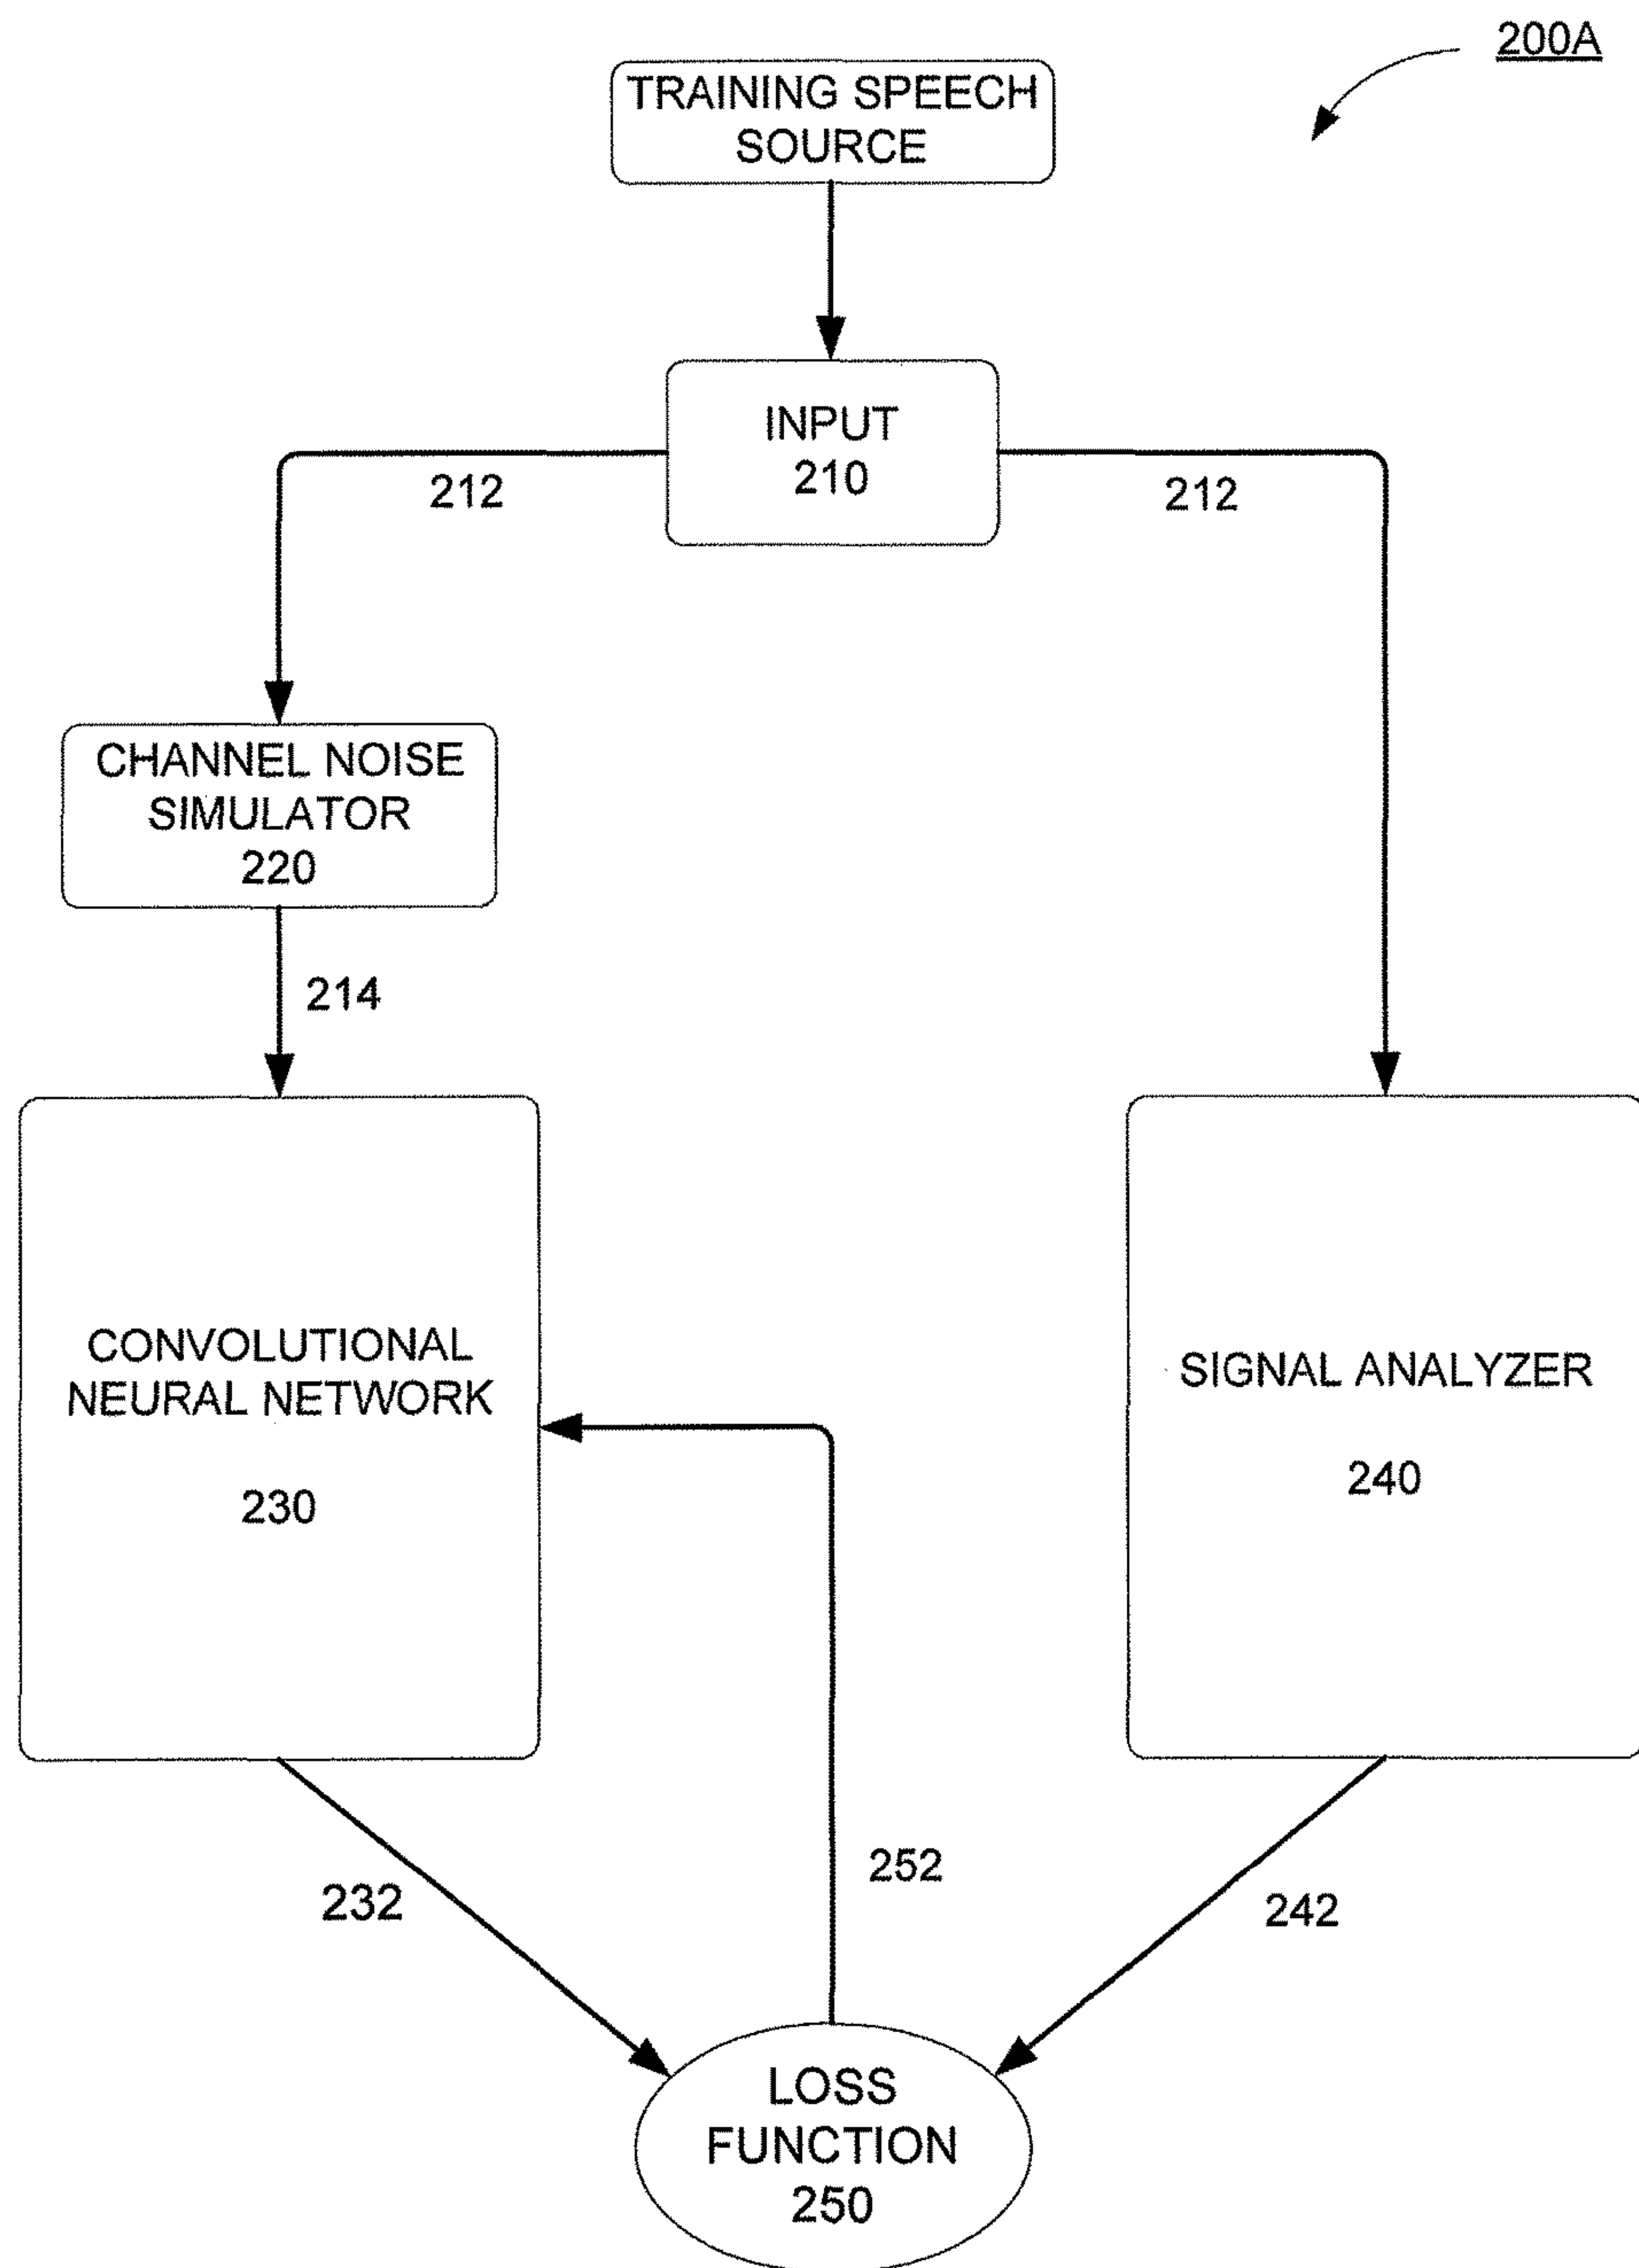 200A
TRAINING SPEECH
SOURCE
INPUT
210
212
212
CHANNEL NOISE
SIMULATOR
220
214
CONVOLUTIONAL
NEURAL NETWORK
230
SIGNAL ANALYZER
240
232
252
242
LOSS
FUNCTION
250